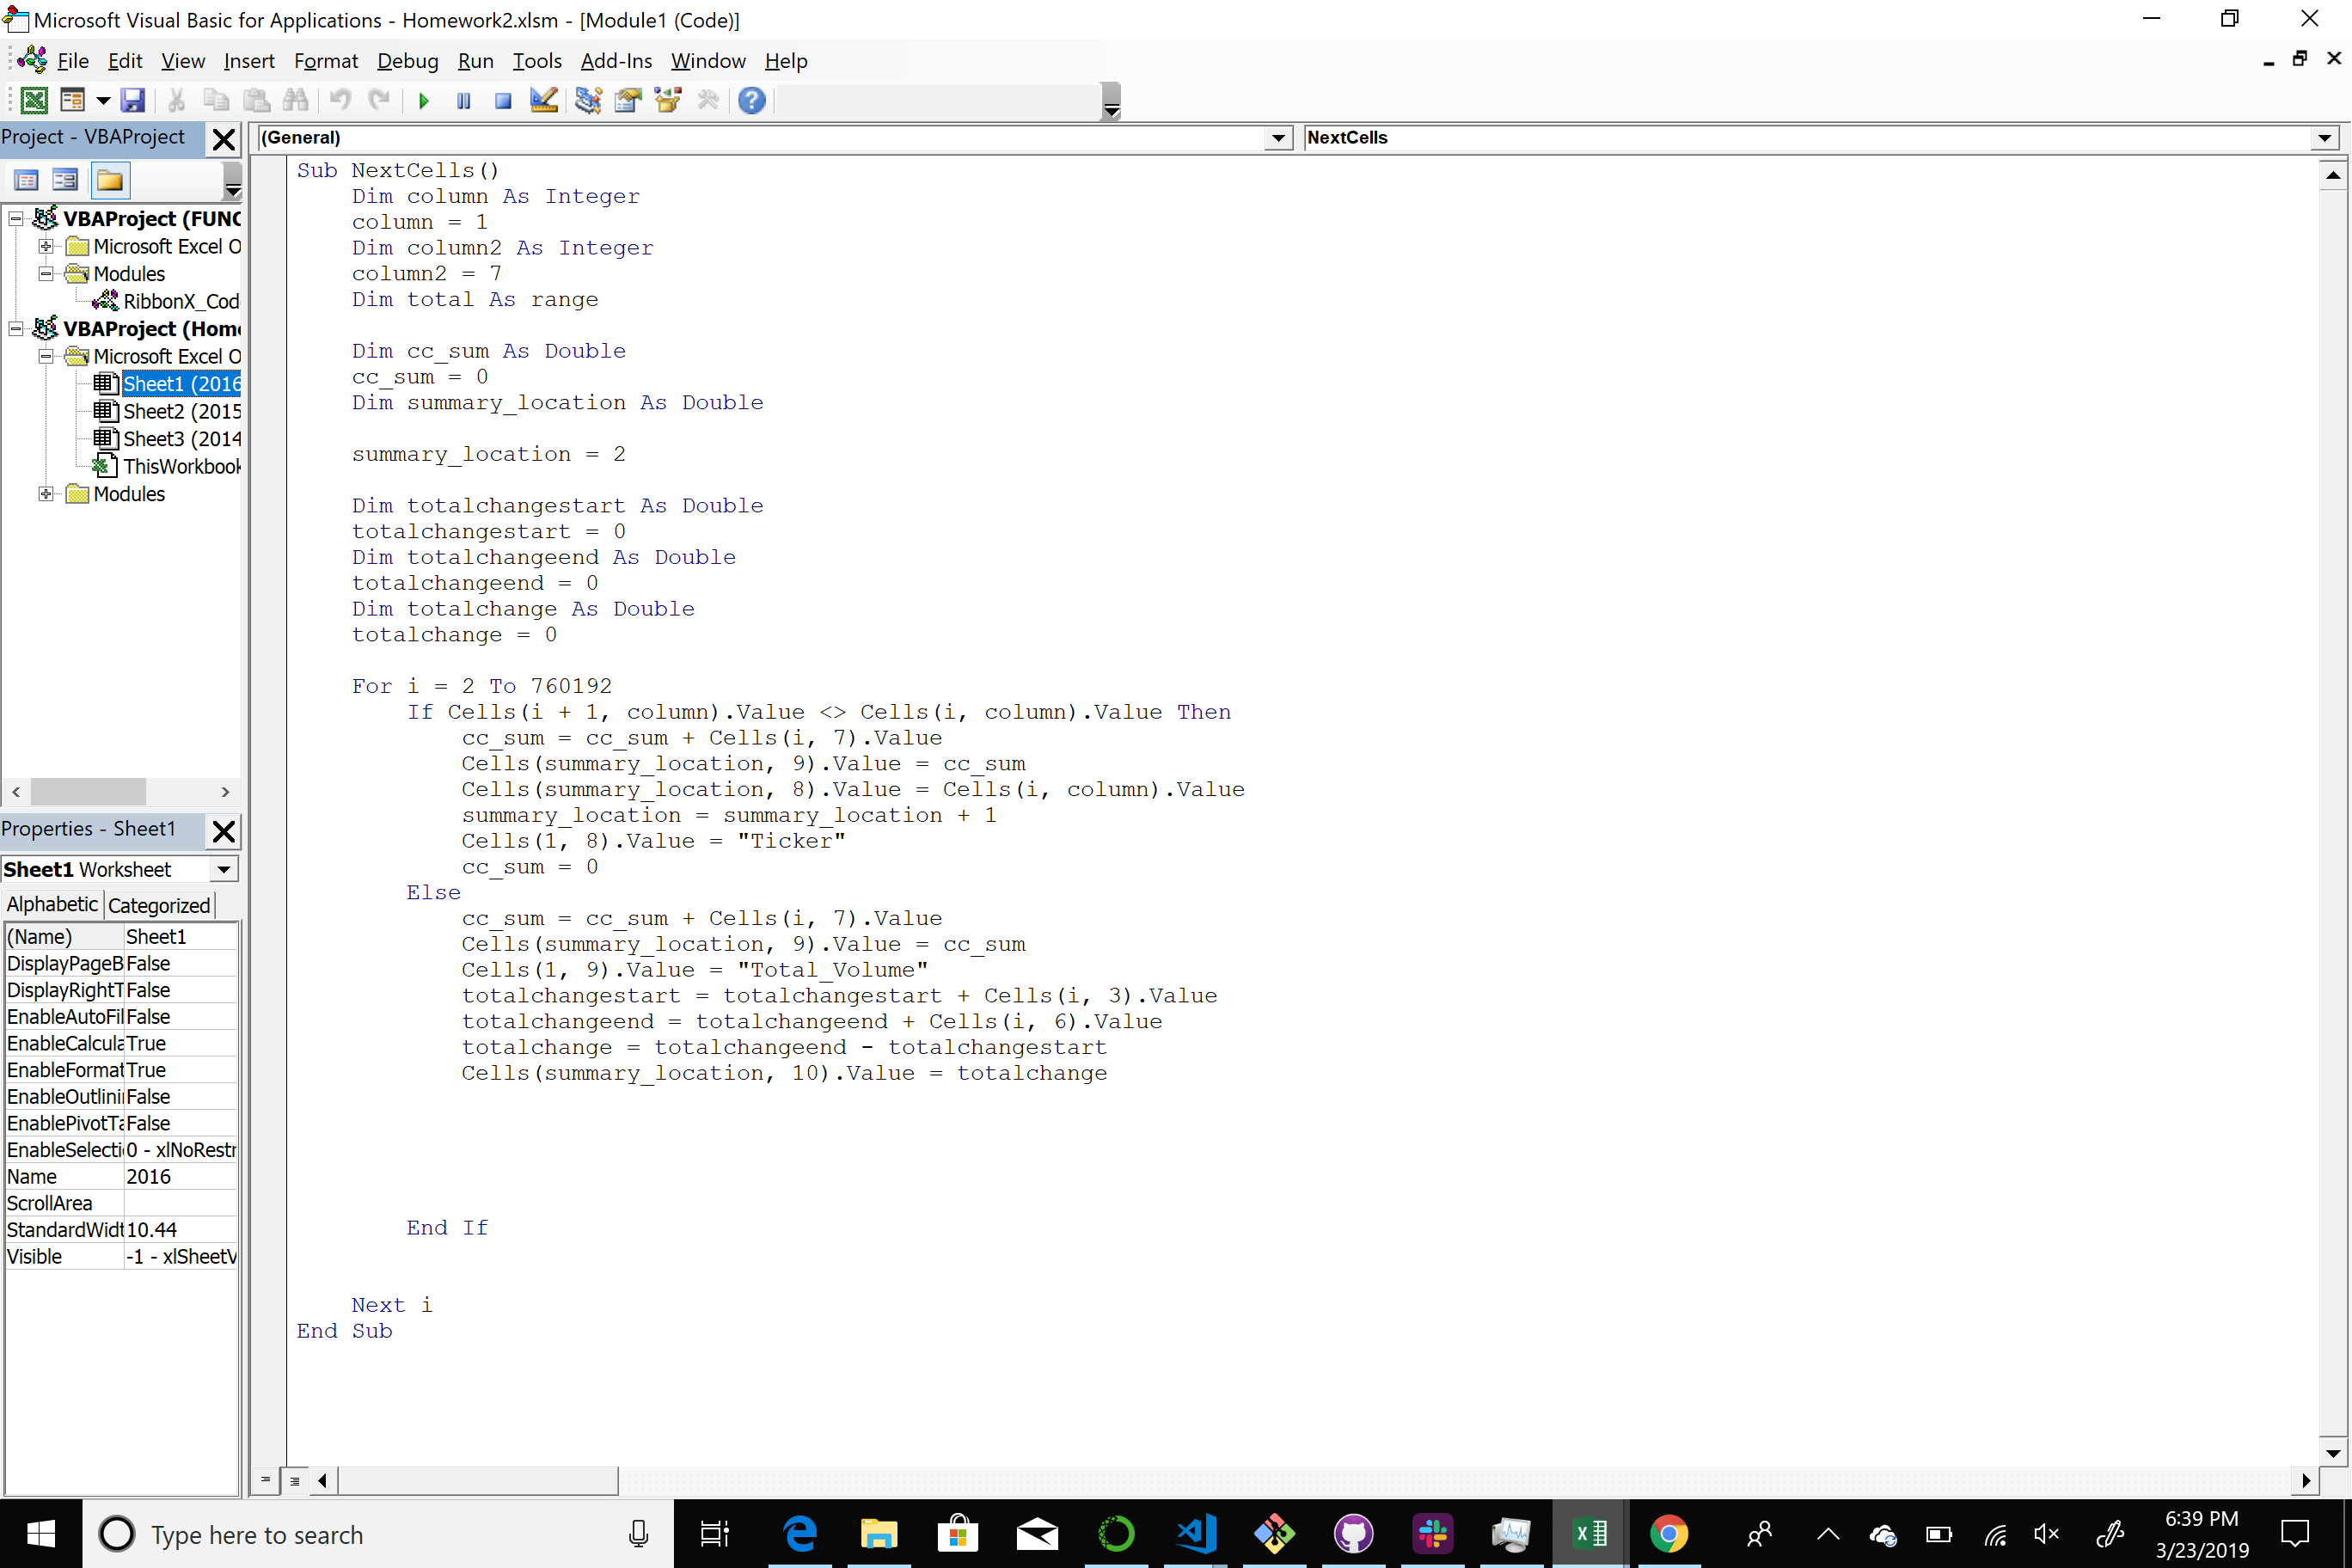 Microsoft Visual Basic for Applications - Homework2.xlsm - [Module1 (Code)]
File Edit View Insert Format Debug Run Tools Add-Ins Window Help
Project - VBAProject
(General)
NextCells
VBAProject (FUNC
Microsoft Excel O
Modules
RibbonX_Cod
VBAProject (Home
Microsoft Excel O
Sheet1 (2016
Sheet2 (2015
Sheet3 (2014
ThisWorkbook
Modules
Properties - Sheet1
Sheet1 Worksheet
Alphabetic Categorized
(Name) Sheet1
DisplayPageB False
DisplayRightT False
EnableAutoFil False
EnableCalcula True
EnableFormat True
EnableOutlini False
EnablePivotTa False
EnableSelecti 0 - xlNoRestr
Name 2016
ScrollArea
StandardWidt 10.44
Visible -1 - xlSheetV
Sub NextCells()
Dim column As Integer
column = 1
Dim column2 As Integer
column2 = 7
Dim total As range
Dim cc_sum As Double
cc_sum = 0
Dim summary_location As Double
summary_location = 2
Dim totalchangestart As Double
totalchangestart = 0
Dim totalchangeend As Double
totalchangeend = 0
Dim totalchange As Double
totalchange = 0
For i = 2 To 760192
If Cells(i + 1, column).Value <> Cells(i, column).Value Then
cc_sum = cc_sum + Cells(i, 7).Value
Cells(summary_location, 9).Value = cc_sum
Cells(summary_location, 8).Value = Cells(i, column).Value
summary_location = summary_location + 1
Cells(1, 8).Value = "Ticker"
cc_sum = 0
Else
cc_sum = cc_sum + Cells(i, 7).Value
Cells(summary_location, 9).Value = cc_sum
Cells(1, 9).Value = "Total_Volume"
totalchangestart = totalchangestart + Cells(i, 3).Value
totalchangeend = totalchangeend + Cells(i, 6).Value
totalchange = totalchangeend - totalchangestart
Cells(summary_location, 10).Value = totalchange
End If
Next i
End Sub
Type here to search
6:39 PM
3/23/2019